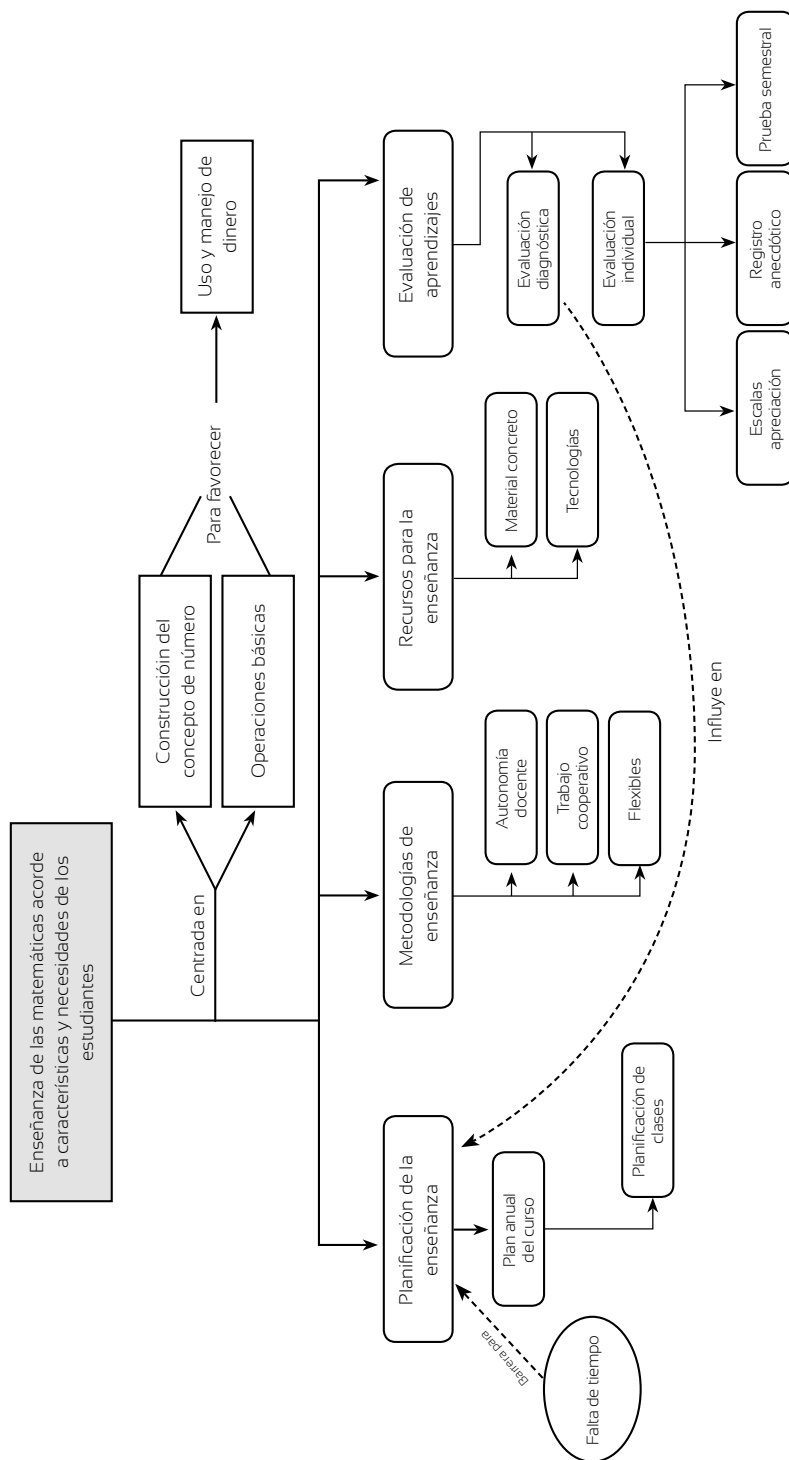 Enseñanza de las matemáticas acorde
a características y necesidades de los
estudiantes
Centrada en
Construccióin del
concepto de número
Operaciones básicas
Para favorecer
Uso y manejo de
dinero
Planificación de la
enseñanza
Metodologías de
enseñanza
Recursos para la
enseñanza
Evaluación de
aprendizajes
Barrera para
Falta de tiempo
Plan anual
del curso
Planificación de
clases
Autonomía
docente
Trabajo
cooperativo
Flexibles
Material concreto
Tecnologías
Evaluación
diagnóstica
Evaluación
individual
Influye en
Escalas
apreciación
Registro
anecdótico
Prueba semestral